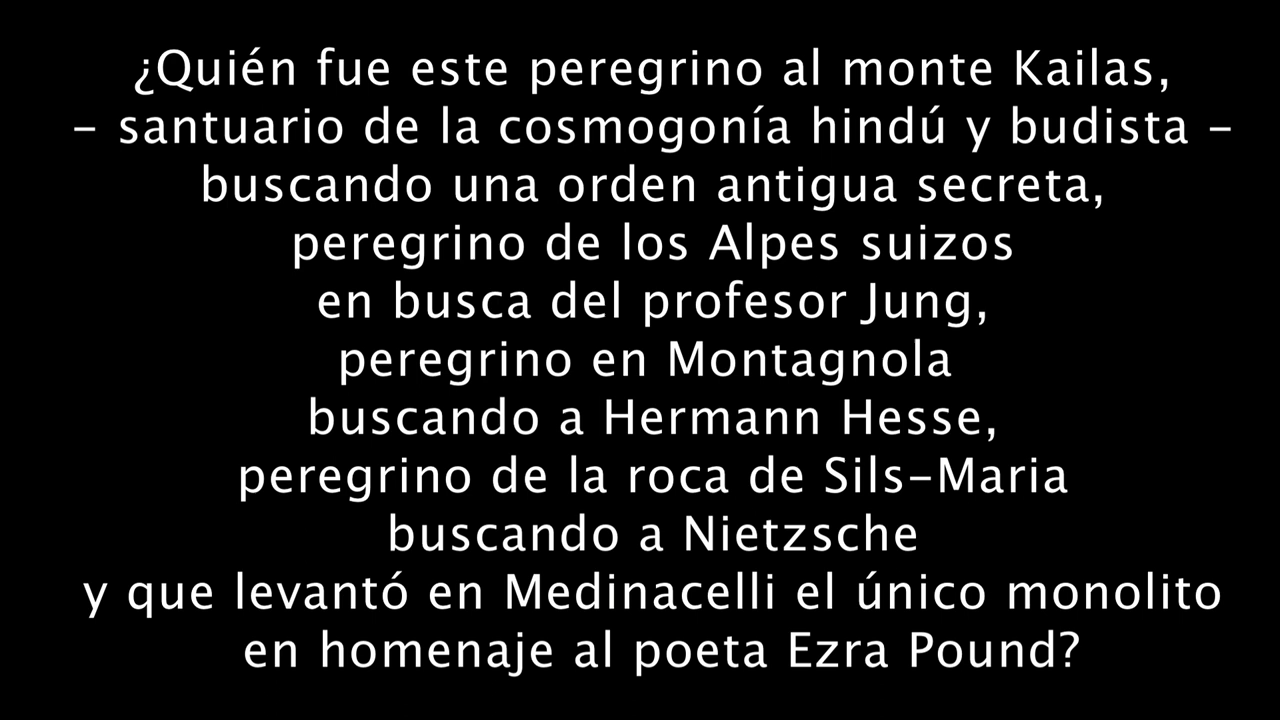 ¿Quién fue este peregrino al monte Kailas,
- santuario de la cosmogonía hindú y budista -
buscando una orden antigua secreta,
peregrino de los Alpes suizos
en busca del profesor Jung,
peregrino en Montagnola
buscando a Hermann Hesse,
peregrino de la roca de Sils-Maria
buscando a Nietzsche
y que levantó en Medinacelli el único monolito
en homenaje al poeta Ezra Pound?